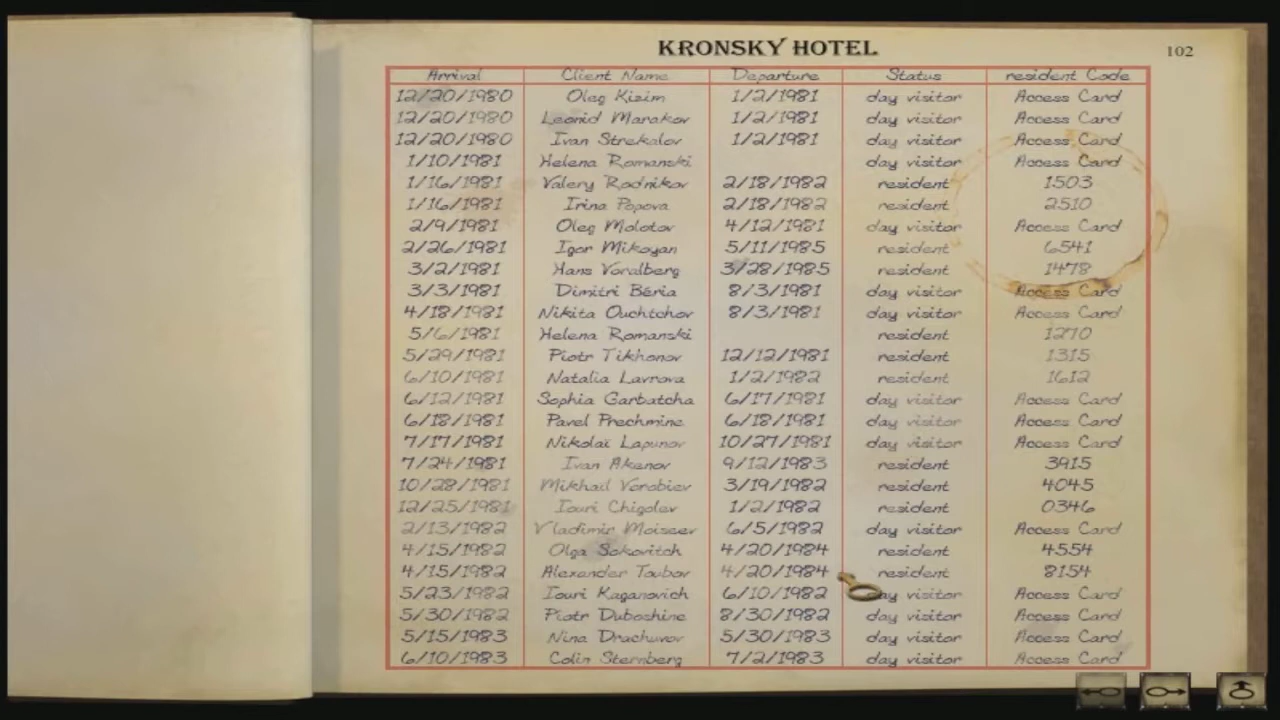 KRONSKY HOTEL 102
Arrival Client Name Departure Status resident Code
12/20/1980 Oleg Kizim 1/2/1981 day visitor Access Card
12/20/1980 Leonid Marakov 1/2/1981 day visitor Access Card
12/20/1980 Ivan Strekalov 1/2/1981 day visitor Access Card
1/10/1981 Helena Romanski day visitor Access Card
1/16/1981 Valery Rodnikov 2/18/1982 resident 1503
1/16/1981 Irina Popova 2/18/1982 resident 2510
2/9/1981 Oleg Molotov 4/12/1981 day visitor Access Card
2/26/1981 Igor Mikoyan 5/11/1985 resident 6541
3/2/1981 Hans Voralberg 3/28/1985 resident 1478
3/3/1981 Dimitri Béria 8/3/1981 day visitor Access Card
4/18/1981 Nikita Ouchtchov 8/3/1981 day visitor Access Card
5/6/1981 Helena Romanski resident 1270
5/29/1981 Piotr Tikhonov 12/12/1981 resident 1315
6/10/1981 Natalia Lavrova 1/2/1982 resident 1612
6/12/1981 Sophia Garbatcha 6/17/1981 day visitor Access Card
6/18/1981 Pavel Prechmine 6/18/1981 day visitor Access Card
7/17/1981 Nikolaï Lapunov 10/27/1981 day visitor Access Card
7/24/1981 Ivan Akenov 9/12/1983 resident 3915
10/28/1981 Mikhaïl Vorobiev 3/19/1982 resident 4045
12/25/1981 Iouri Chigolev 1/2/1982 resident 0346
2/13/1982 Vladimir Moiseev 6/5/1982 day visitor Access Card
4/15/1982 Olga Sokovitch 4/20/1984 resident 4554
4/15/1982 Alexander Toubov 4/20/1984 resident 8154
5/23/1982 Iouri Kaganovich 6/10/1982 day visitor Access Card
5/30/1982 Piotr Duboshine 8/30/1982 day visitor Access Card
5/15/1983 Nina Drachuvov 5/30/1983 day visitor Access Card
6/10/1983 Colin Sternberg 7/2/1983 day visitor Access Card